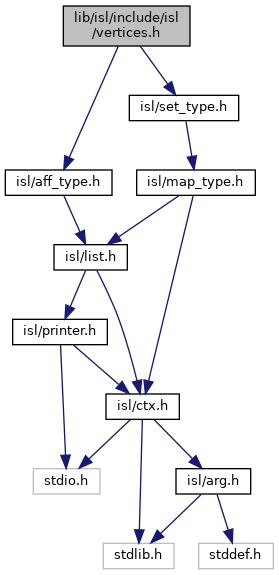 lib/isl/include/isl
/vertices.h
isl/set_type.h
isl/aff_type.h
isl/map_type.h
isl/list.h
isl/printer.h
isl/ctx.h
stdio.h
isl/arg.h
stdlib.h
stddef.h